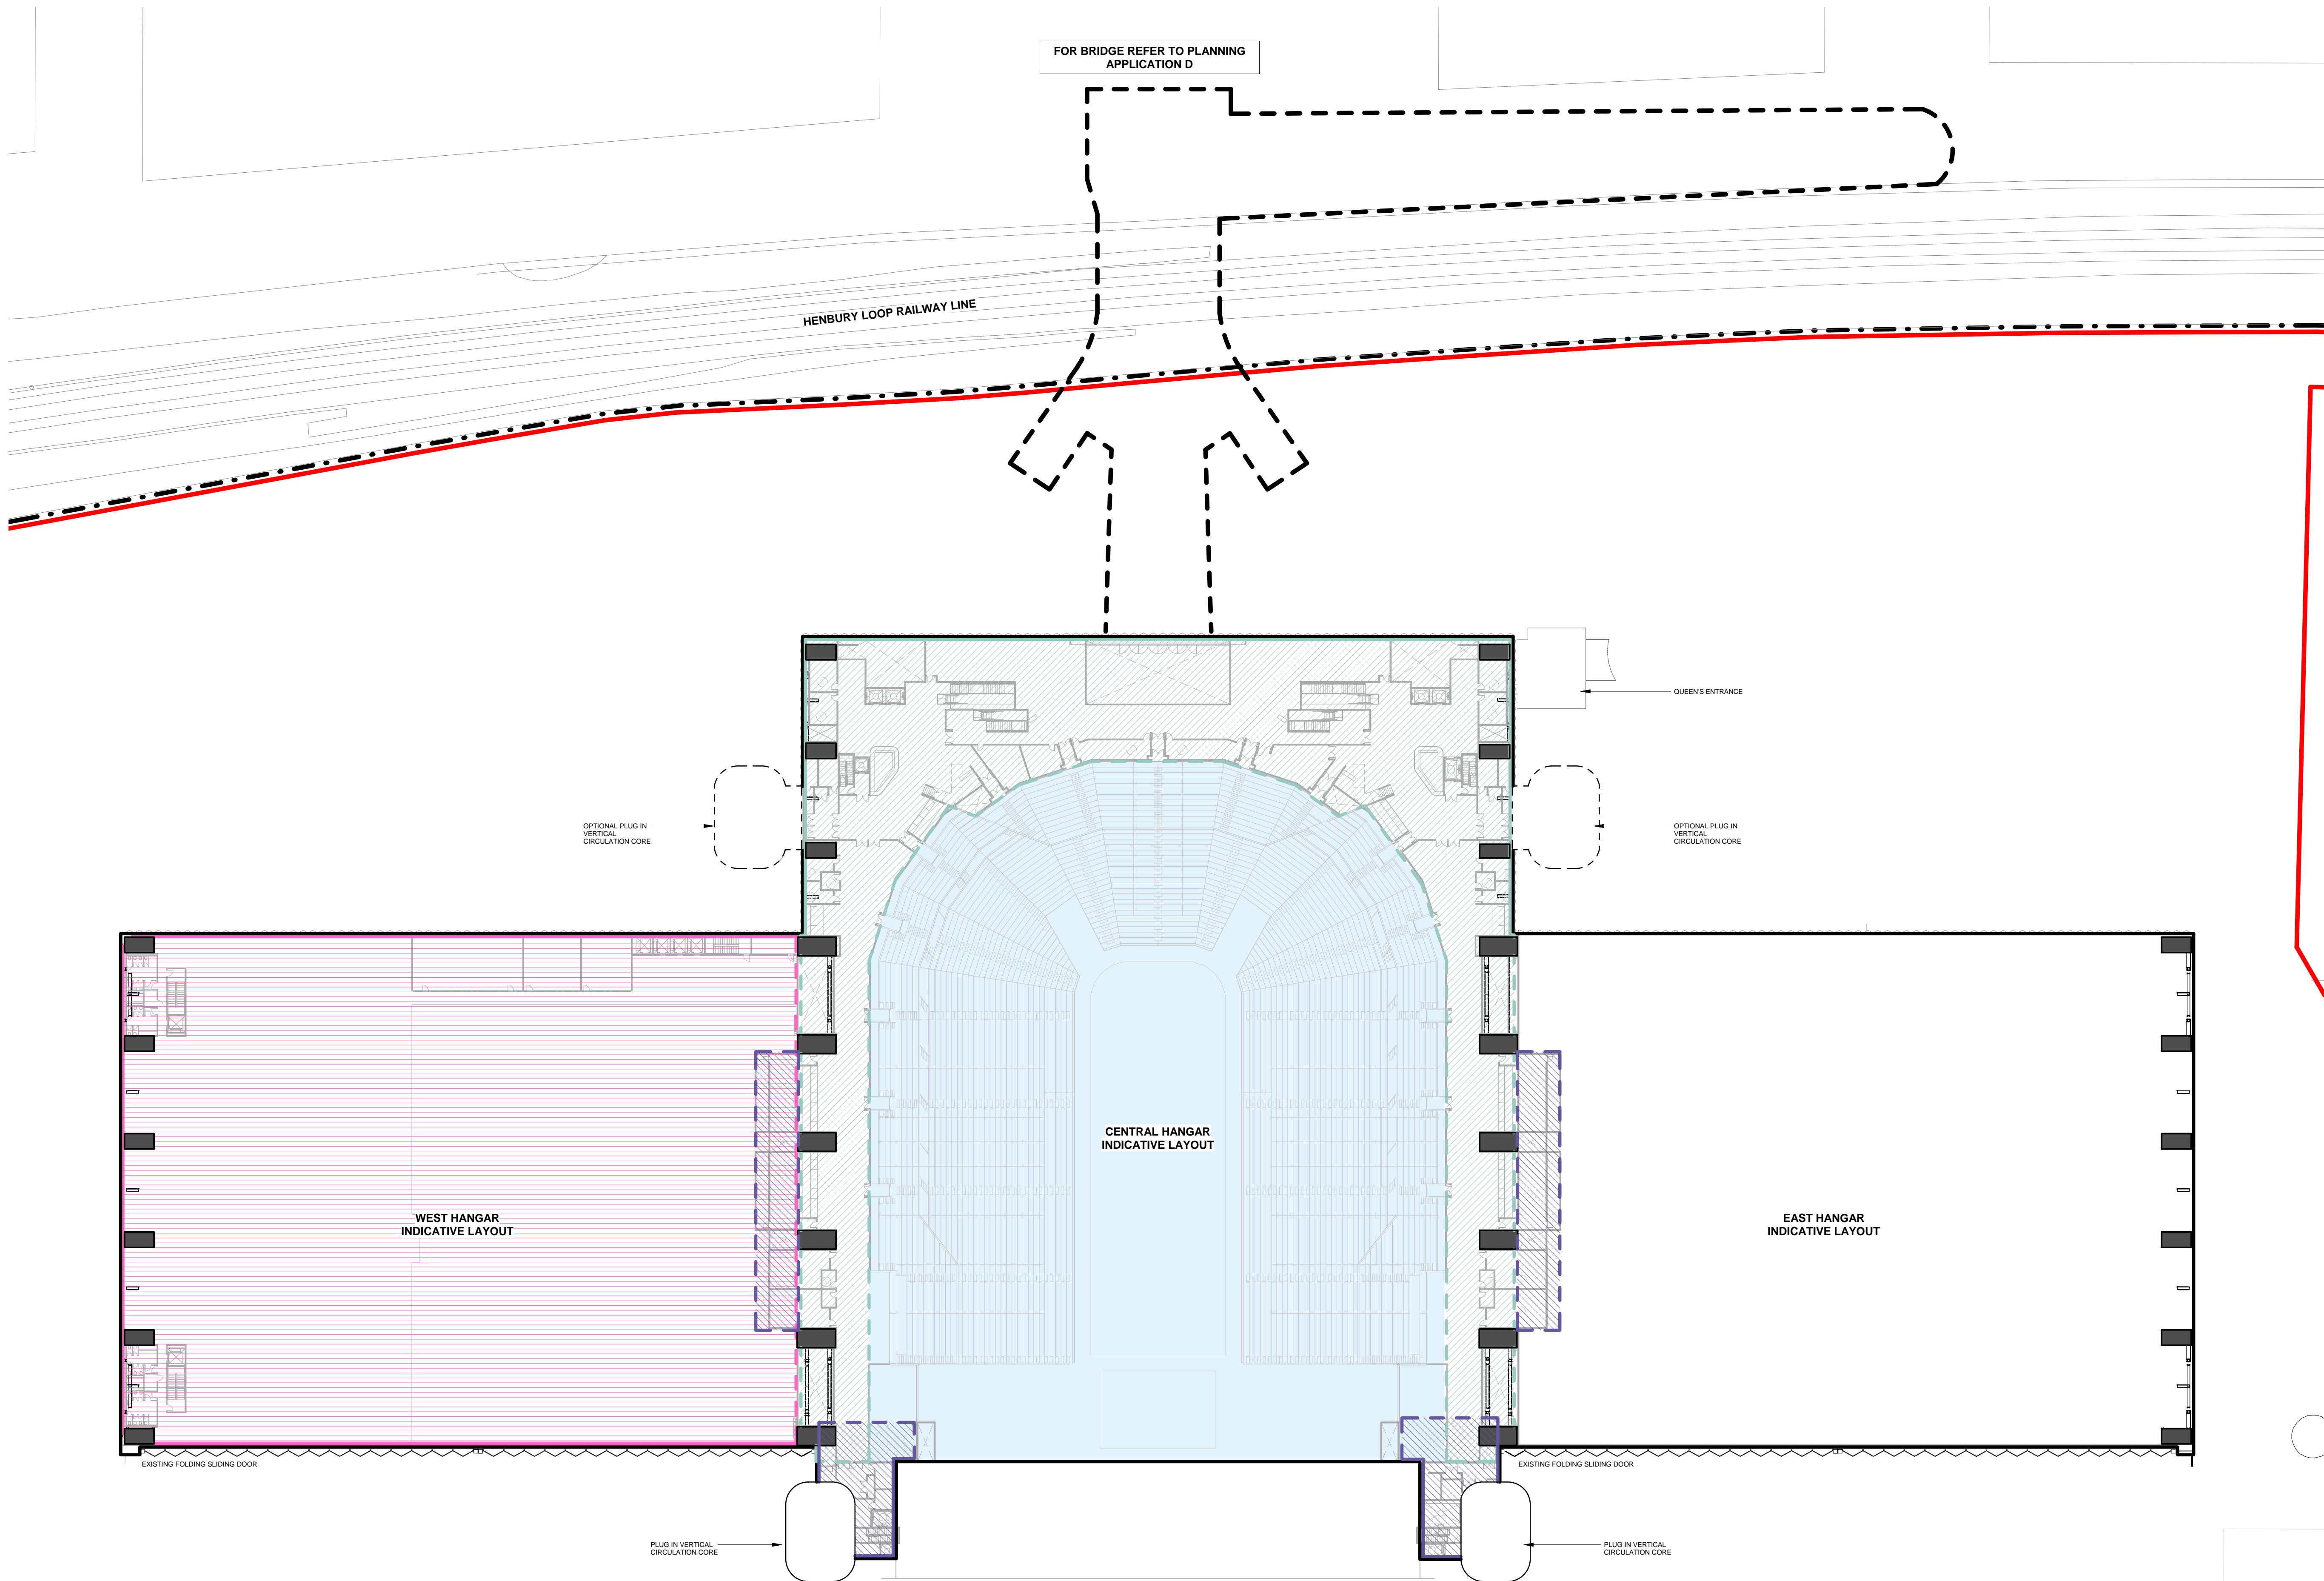 FOR BRIDGE REFER TO PLANNING
APPLICATION D
HENBURY LOOP RAILWAY LINE
QUEEN'S ENTRANCE
OPTIONAL PLUG IN
VERTICAL
CIRCULATION CORE
OPTIONAL PLUG IN
VERTICAL
CIRCULATION CORE
CENTRAL HANGAR
INDICATIVE LAYOUT
WEST HANGAR
INDICATIVE LAYOUT
EAST HANGAR
INDICATIVE LAYOUT
EXISTING FOLDING SLIDING DOOR
EXISTING FOLDING SLIDING DOOR
PLUG IN VERTICAL
CIRCULATION CORE
PLUG IN VERTICAL
CIRCULATION CORE